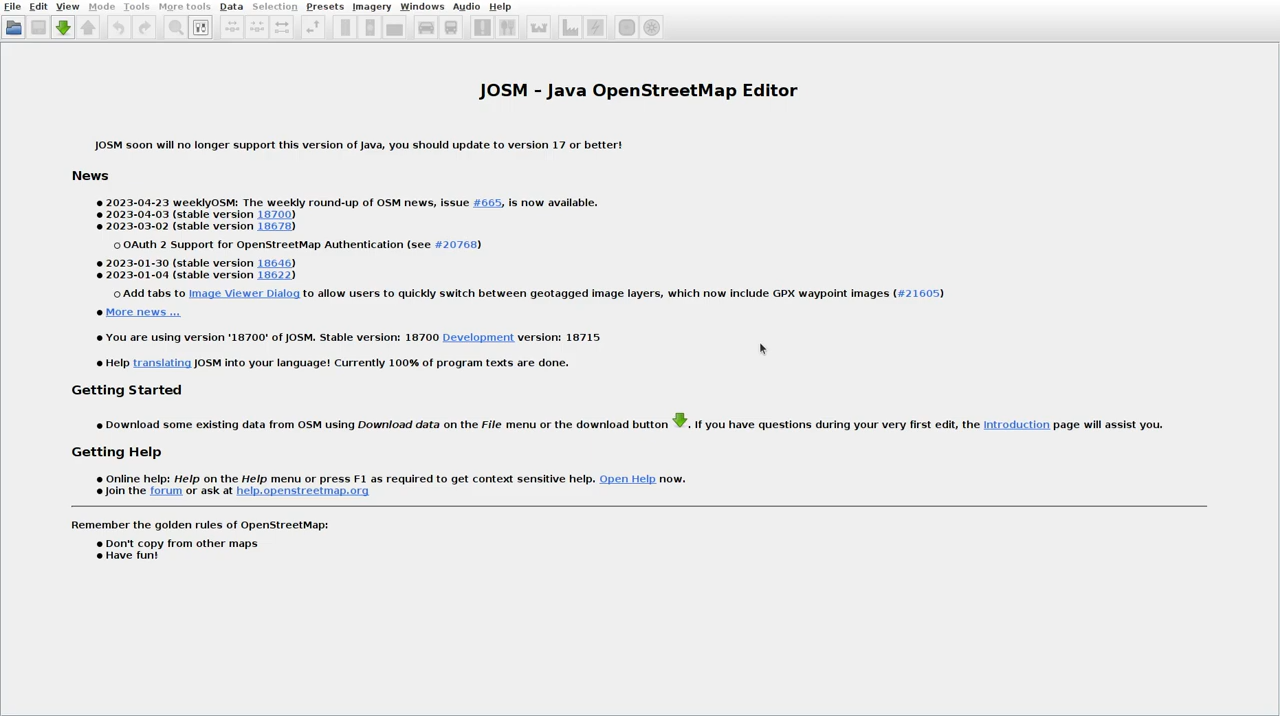 File Edit View Mode Tools More tools Data Selection Presets Imagery Windows Audio Help
JOSM – Java OpenStreetMap Editor
JOSM soon will no longer support this version of Java, you should update to version 17 or better!
News
● 2023-04-23 weeklyOSM: The weekly round-up of OSM news, issue #665, is now available.
● 2023-04-03 (stable version 18700)
● 2023-03-02 (stable version 18678)
○ OAuth 2 Support for OpenStreetMap Authentication (see #20768)
● 2023-01-30 (stable version 18646)
● 2023-01-04 (stable version 18622)
○ Add tabs to Image Viewer Dialog to allow users to quickly switch between geotagged image layers, which now include GPX waypoint images (#21605)
● More news ...
● You are using version '18700' of JOSM. Stable version: 18700 Development version: 18715
● Help translating JOSM into your language! Currently 100% of program texts are done.
Getting Started
● Download some existing data from OSM using Download data on the File menu or the download button . If you have questions during your very first edit, the Introduction page will assist you.
Getting Help
● Online help: Help on the Help menu or press F1 as required to get context sensitive help. Open Help now.
● Join the forum or ask at help.openstreetmap.org
Remember the golden rules of OpenStreetMap:
● Don't copy from other maps
● Have fun!